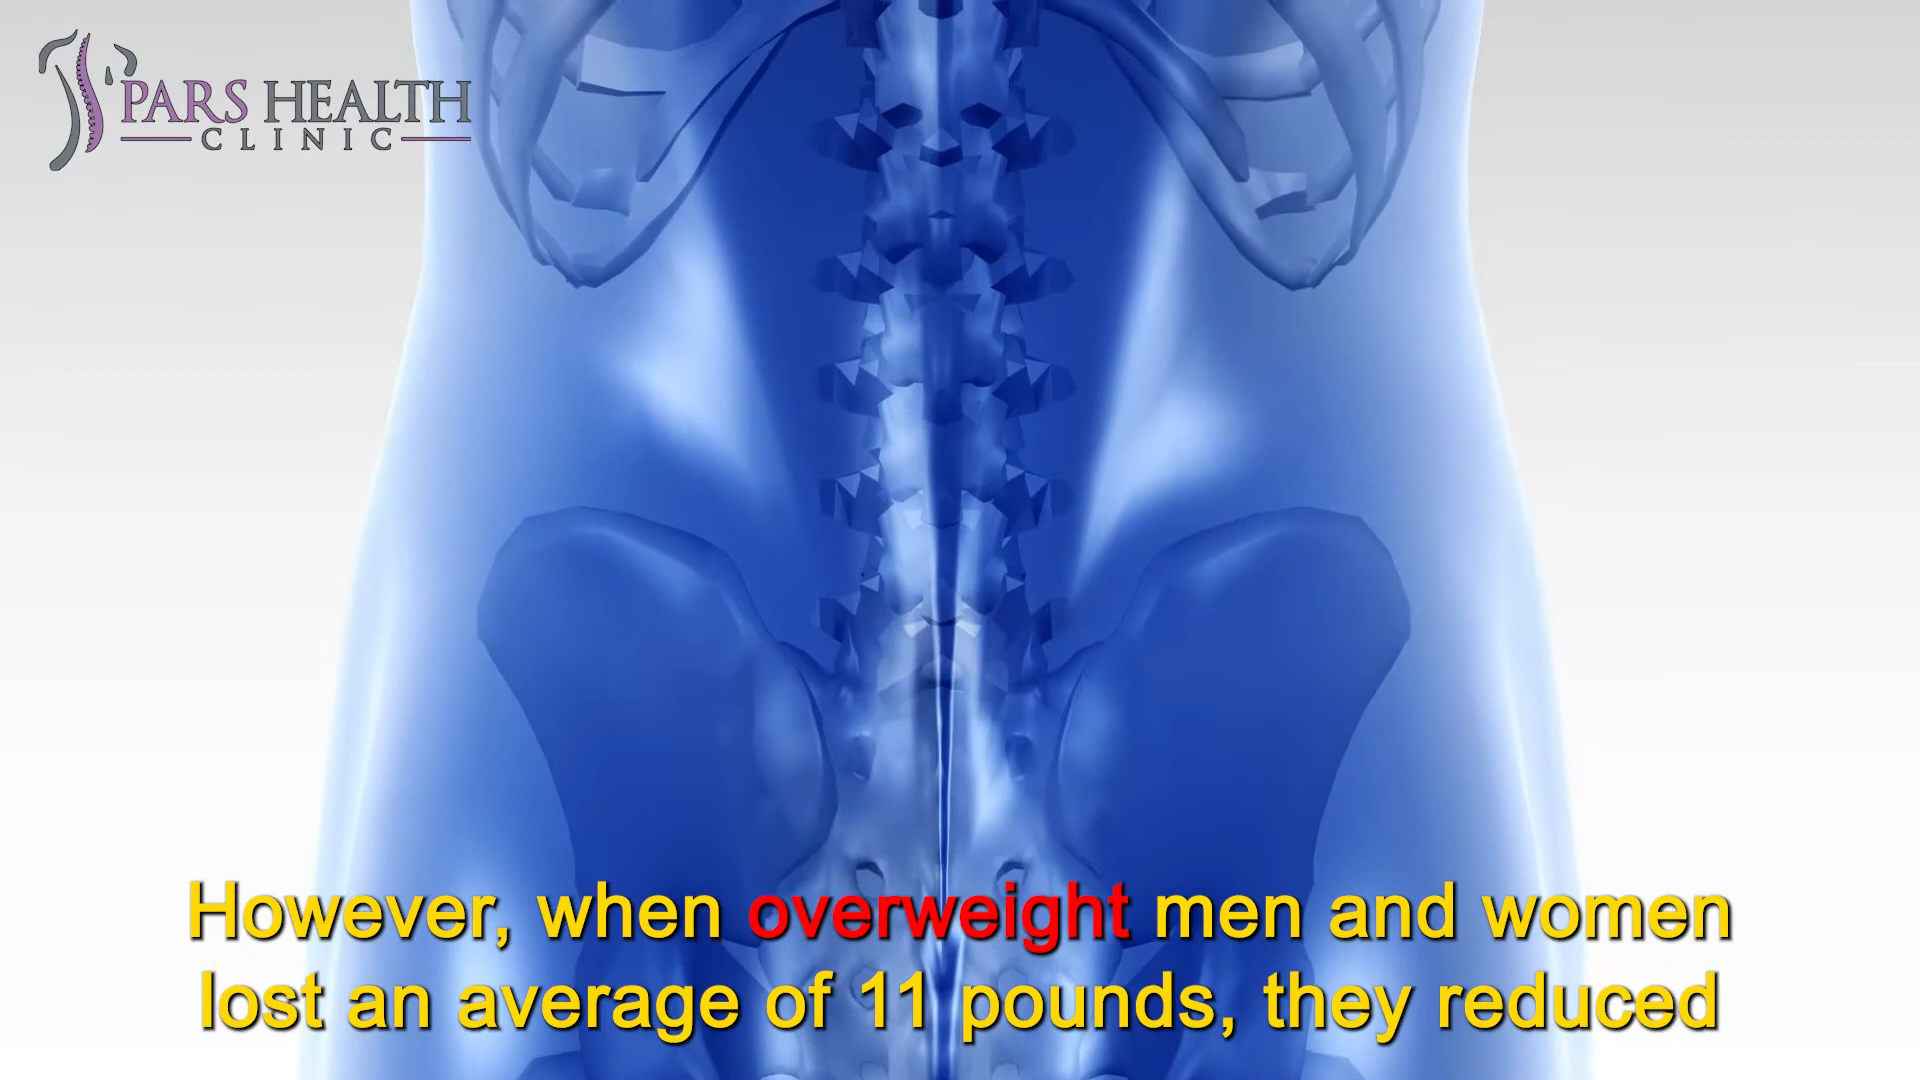 PARS HEALTH
CLINIC
However, when overweight men and women
lost an average of 11 pounds, they reduced